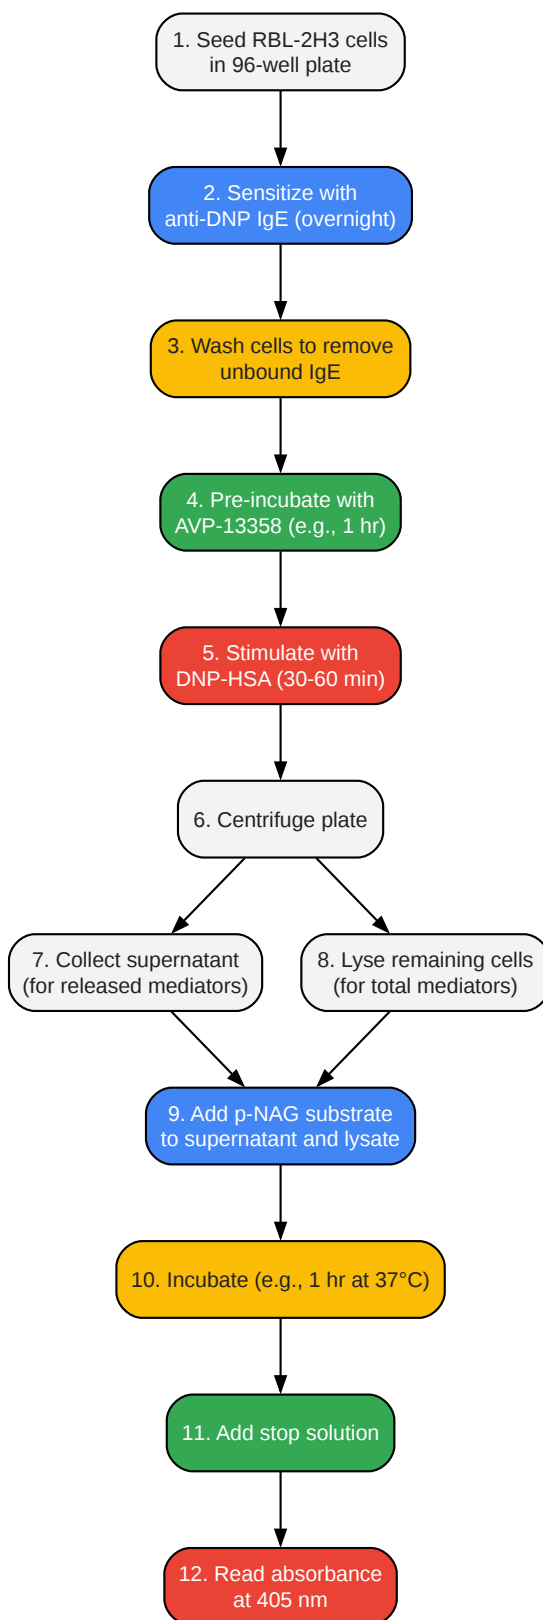 1. Seed RBL-2H3 cells
in 96-well plate
2. Sensitize with
anti-DNP IgE (overnight)
3. Wash cells to remove
unbound IgE
4. Pre-incubate with
AVP-13358 (e.g., 1 hr)
5. Stimulate with
DNP-HSA (30-60 min)
6. Centrifuge plate
7. Collect supernatant
(for released mediators)
8. Lyse remaining cells
(for total mediators)
9. Add p-NAG substrate
to supernatant and lysate
10. Incubate (e.g., 1 hr at 37°C)
11. Add stop solution
12. Read absorbance
at 405 nm